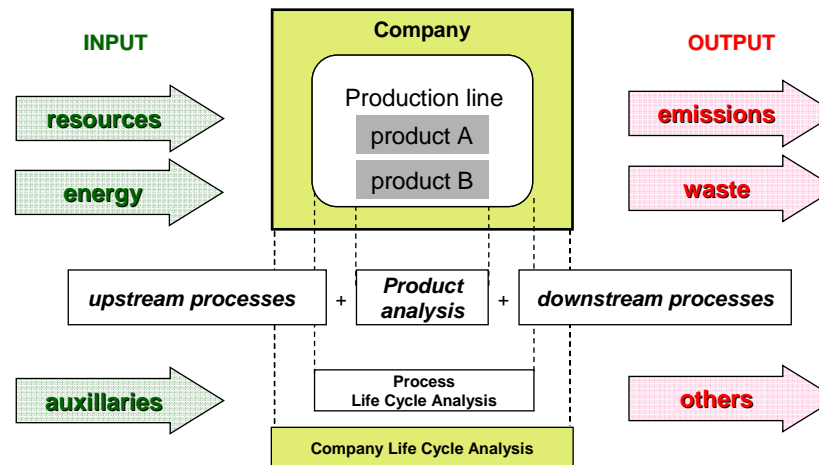 INPUT
Company
OUTPUT
resources
Production line
emissions
product A
energy
product B
waste
upstream processes
+
Product
analysis
+
downstream processes
auxillaries
Process
Life Cycle Analysis
others
Company Life Cycle Analysis